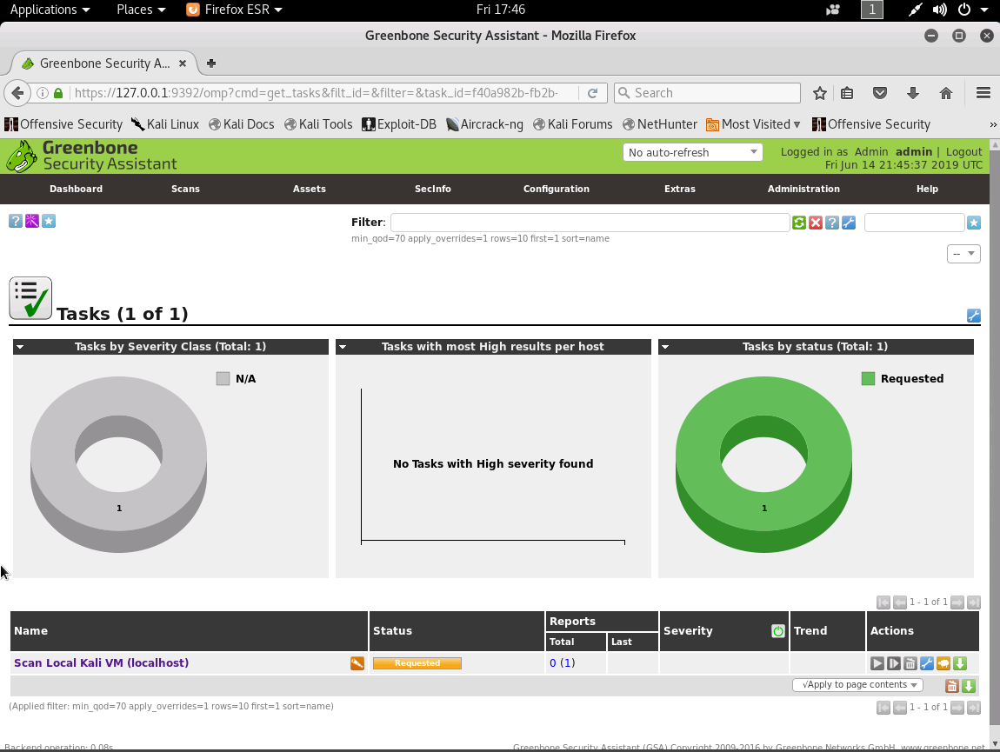 Applications Places Firefox ESR Fri 17:46 1
Greenbone Security Assistant - Mozilla Firefox
Greenbone Security A...
https://127.0.0.1:9392/omp?cmd=get_tasks&filt_id=&filter=&task_id=f40a982b-fb2b- Search
Offensive Security Kali Linux Kali Docs Kali Tools Exploit-DB Aircrack-ng Kali Forums NetHunter Most Visited Offensive Security »
Greenbone
Security Assistant
No auto-refresh
Logged in as Admin admin | Logout
Fri Jun 14 21:45:37 2019 UTC
Dashboard Scans Assets SecInfo Configuration Extras Administration Help
Filter:
min_qod=70 apply_overrides=1 rows=10 first=1 sort=name
--
Tasks (1 of 1)
Tasks by Severity Class (Total: 1)
N/A
1
Tasks with most High results per host
No Tasks with High severity found
Tasks by status (Total: 1)
Requested
1
1 - 1 of 1
Name Status Reports Severity Trend Actions
Total Last
Scan Local Kali VM (localhost) Requested 0 (1)
√Apply to page contents
(Applied filter: min_qod=70 apply_overrides=1 rows=10 first=1 sort=name) 1 - 1 of 1
Backend operation: 0.08s Greenbone Security Assistant (GSA) Copyright 2009-2016 by Greenbone Networks GmbH, www.greenbone.net